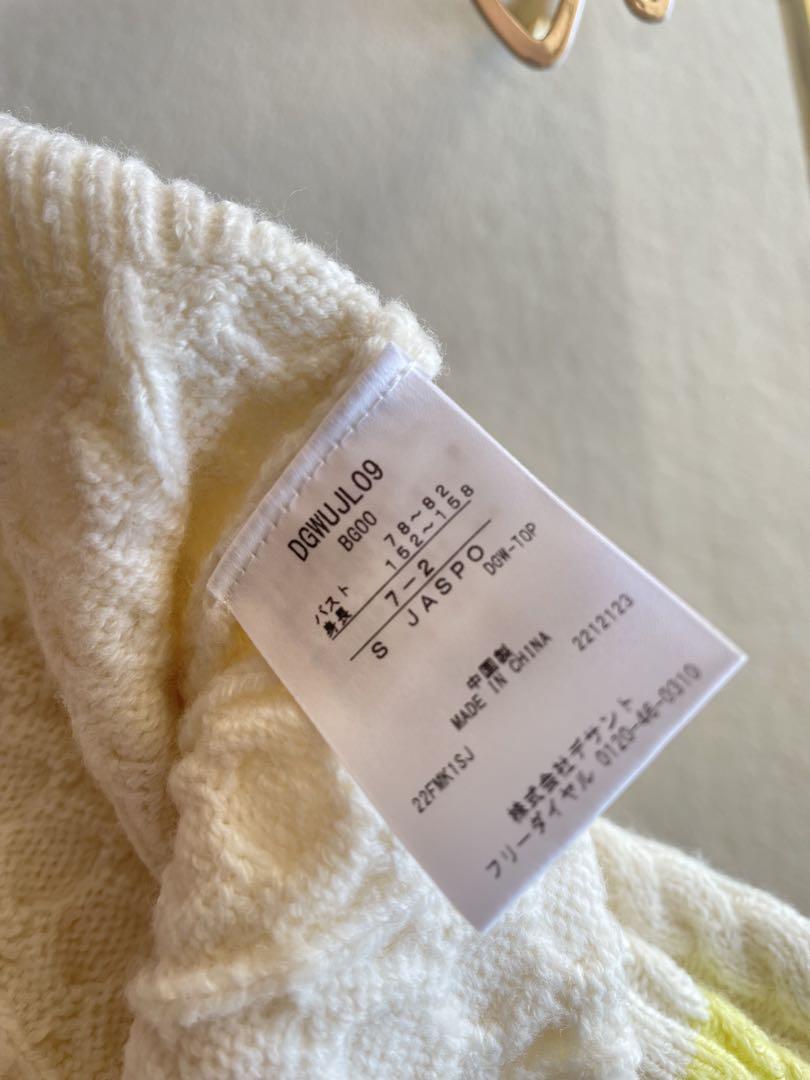 DGWUJL09
BG00
バスト 78～82
身長 152～158
7-2
S JASPO
DGW-TOP
中国製
MADE IN CHINA
2212123
22FMK1SJ
株式会社デサント
フリーダイヤル 0120-46-0310